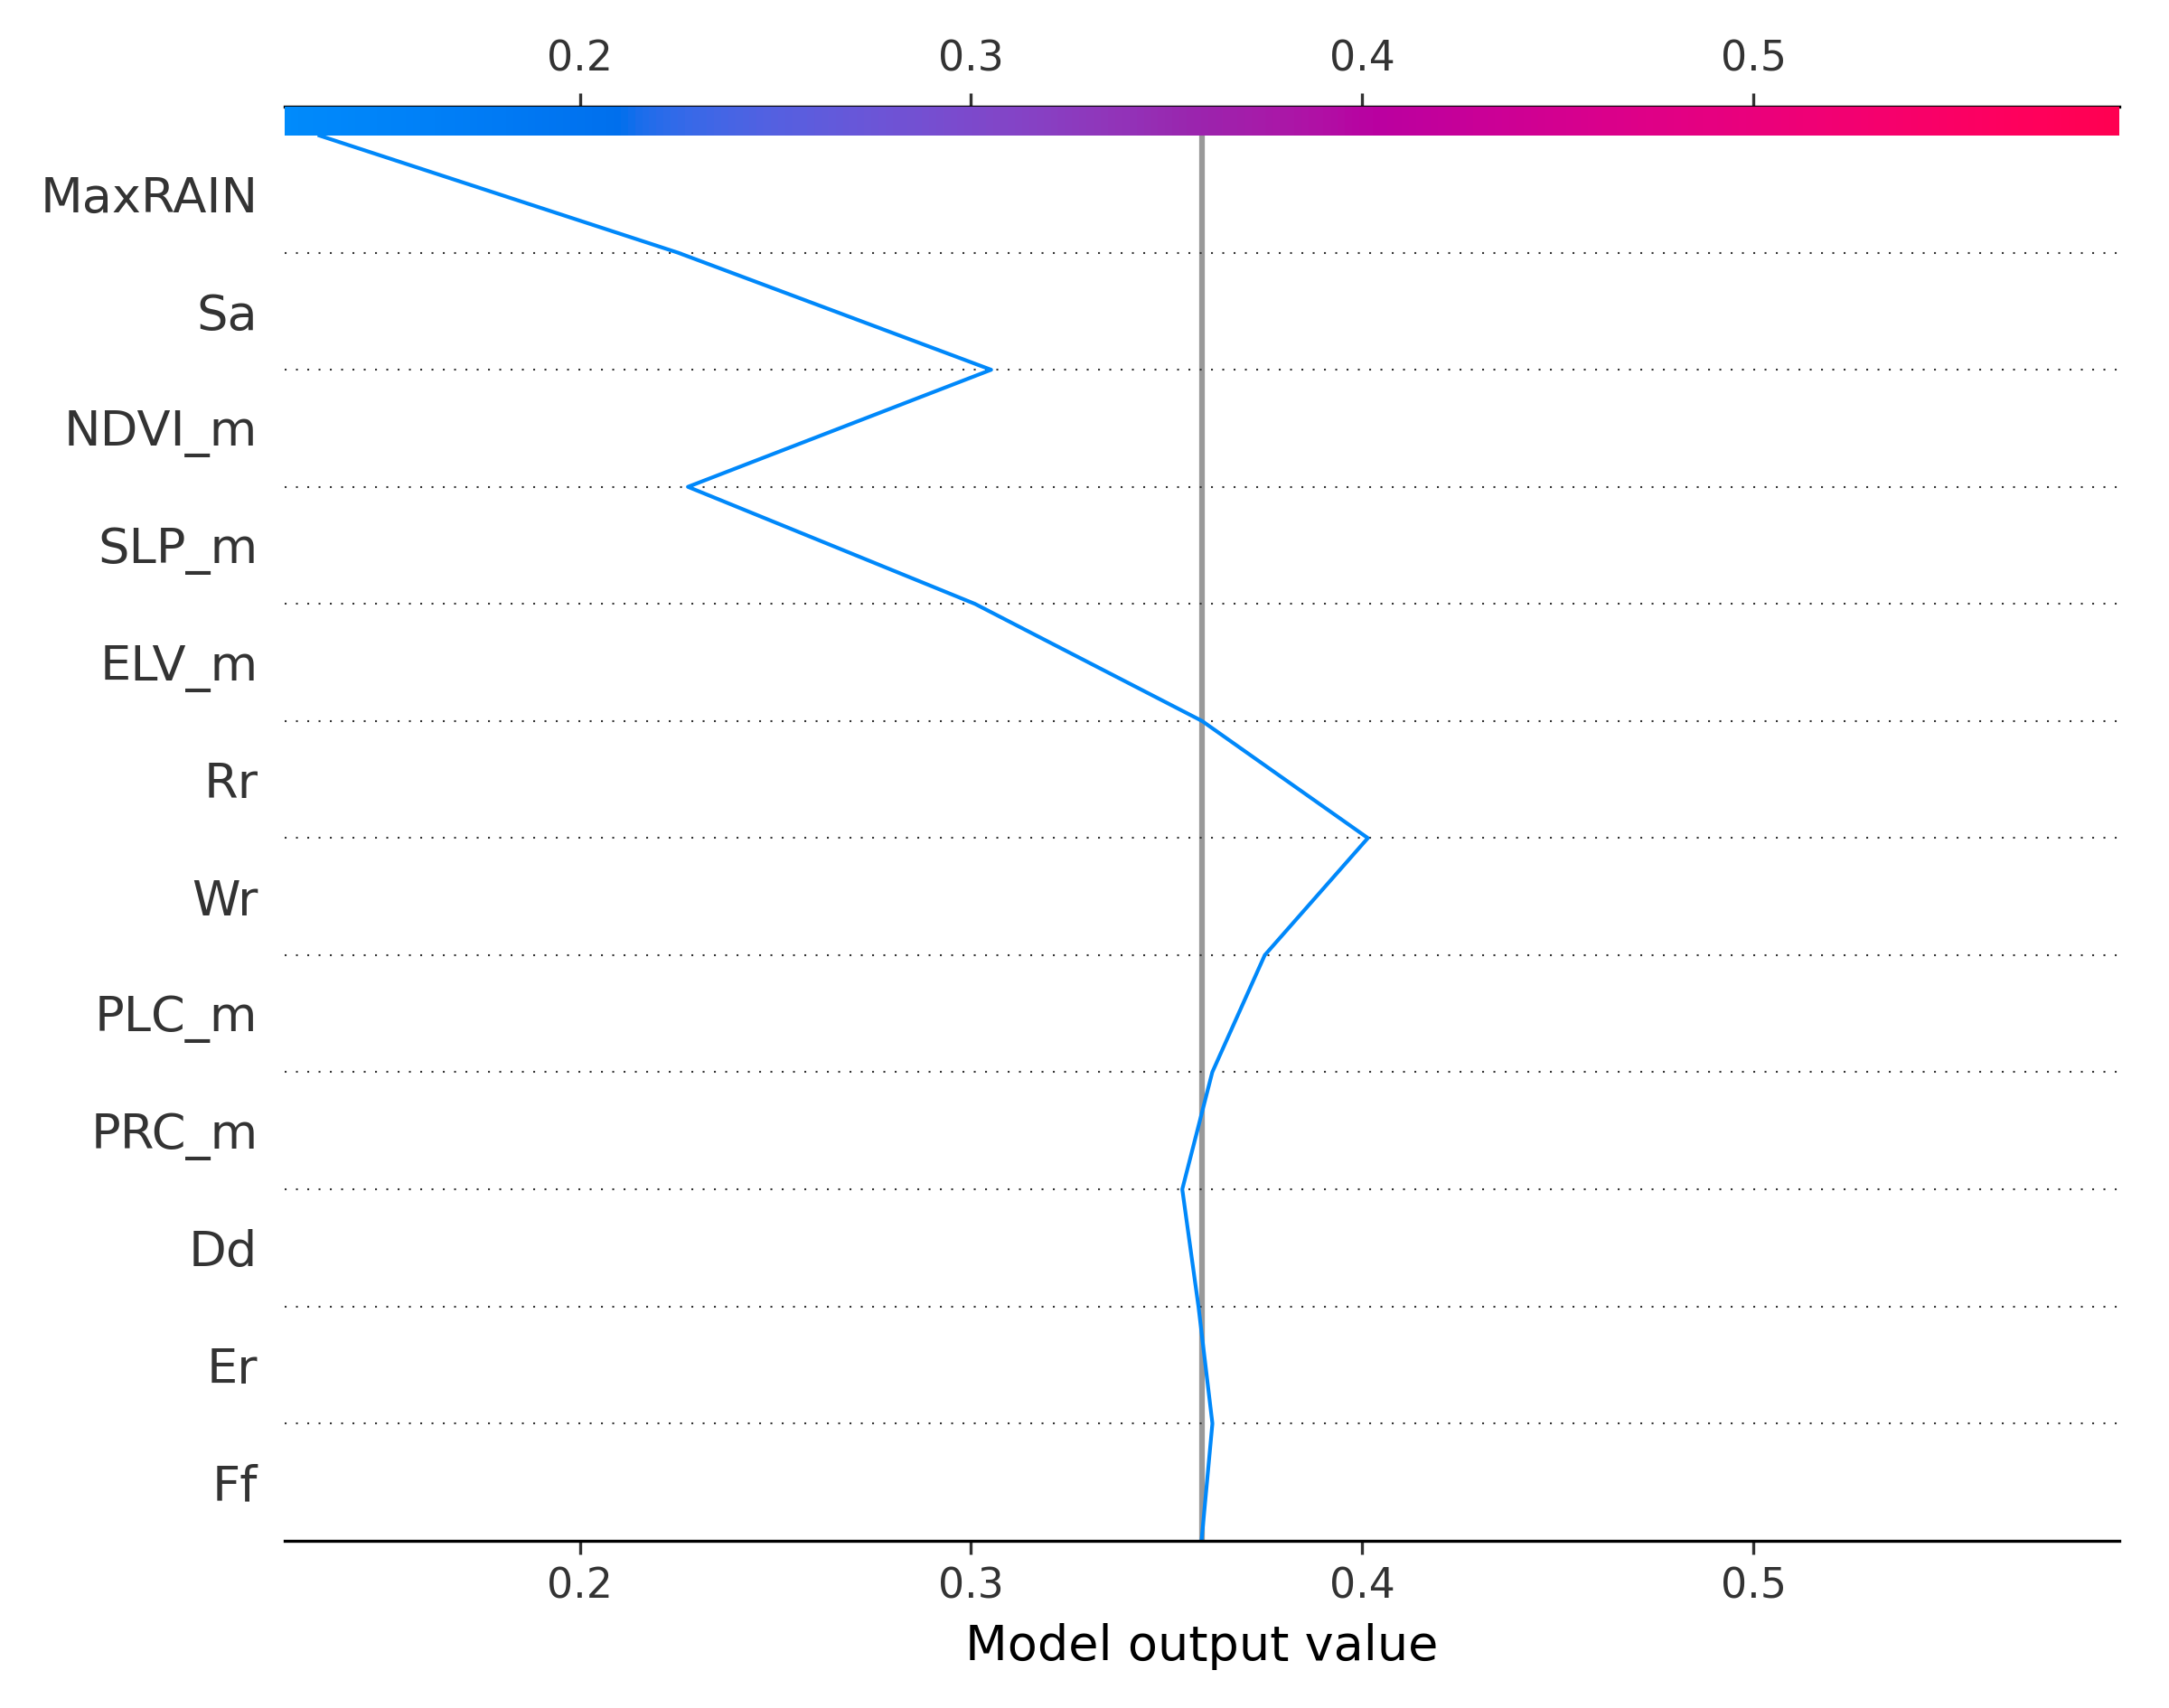 0.2 0.3 0.4 0.5
MaxRAIN
Sa
NDVI_m
SLP_m
ELV_m
Rr
Wr
PLC_m
PRC_m
Dd
Er
Ff
0.2 0.3 0.4 0.5
Model output value